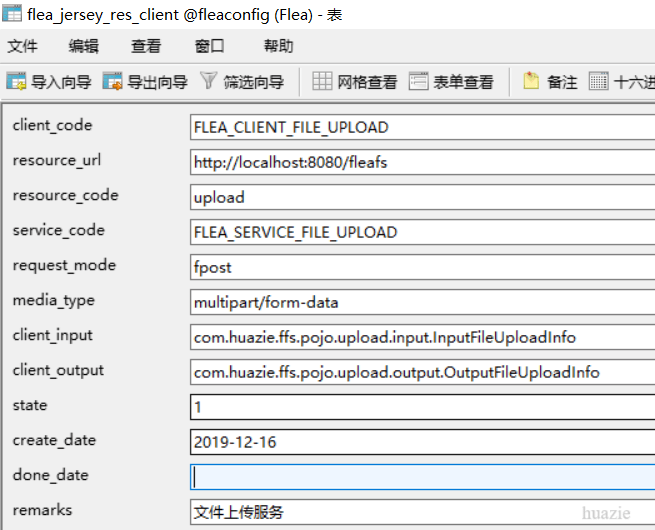 flea_jersey_res_client @fleaconfig (Flea) - 表
文件 编辑 查看 窗口 帮助
导入向导 导出向导 筛选向导 网格查看 表单查看 备注 十六进
client_code FLEA_CLIENT_FILE_UPLOAD
resource_url http://localhost:8080/fleafs
resource_code upload
service_code FLEA_SERVICE_FILE_UPLOAD
request_mode fpost
media_type multipart/form-data
client_input com.huazie.ffs.pojo.upload.input.InputFileUploadInfo
client_output com.huazie.ffs.pojo.upload.output.OutputFileUploadInfo
state 1
create_date 2019-12-16
done_date
remarks 文件上传服务
huazie